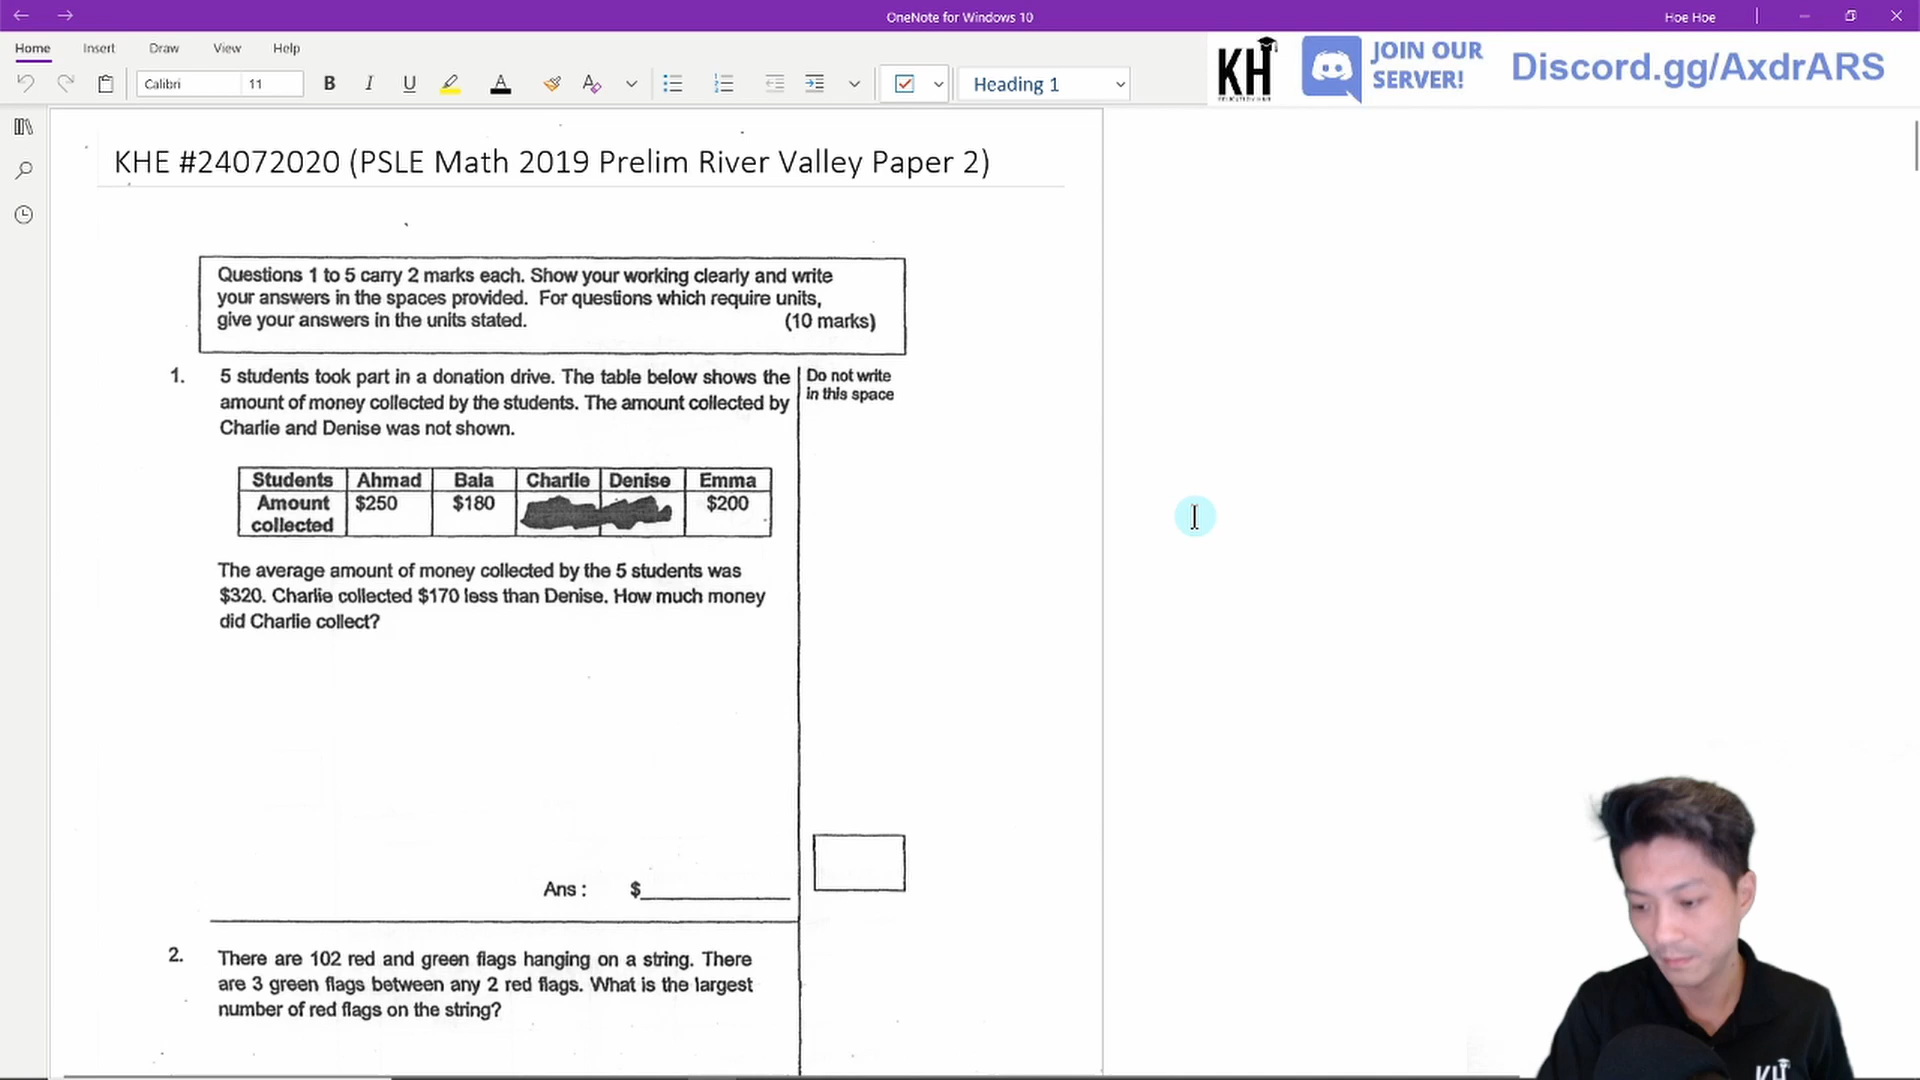 OneNote for Windows 10
Hoe Hoe
Home Insert Draw View Help
Calibri 11 B I U A Heading 1
KH
JOIN OUR
SERVER!
Discord.gg/AxdrARS
KHE #24072020 (PSLE Math 2019 Prelim River Valley Paper 2)
Questions 1 to 5 carry 2 marks each. Show your working clearly and write
your answers in the spaces provided. For questions which require units,
give your answers in the units stated. (10 marks)
1. 5 students took part in a donation drive. The table below shows the
amount of money collected by the students. The amount collected by
Charlie and Denise was not shown.
Do not write
in this space
Students Ahmad Bala Charlie Denise Emma
Amount collected $250 $180 $200
The average amount of money collected by the 5 students was
$320. Charlie collected $170 less than Denise. How much money
did Charlie collect?
Ans : $
2. There are 102 red and green flags hanging on a string. There
are 3 green flags between any 2 red flags. What is the largest
number of red flags on the string?
KH